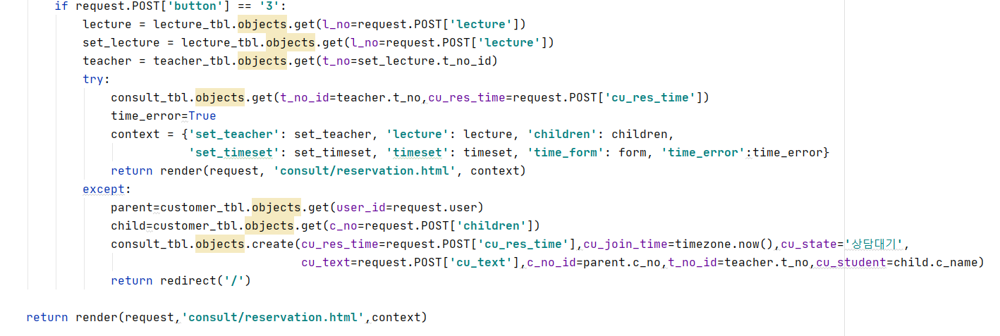 if request.POST['button'] == '3':
lecture = lecture_tbl.objects.get(l_no=request.POST['lecture'])
set_lecture = lecture_tbl.objects.get(l_no=request.POST['lecture'])
teacher = teacher_tbl.objects.get(t_no=set_lecture.t_no_id)
try:
consult_tbl.objects.get(t_no_id=teacher.t_no,cu_res_time=request.POST['cu_res_time'])
time_error=True
context = {'set_teacher': set_teacher, 'lecture': lecture, 'children': children,
'set_timeset': set_timeset, 'timeset': timeset, 'time_form': form, 'time_error':time_error}
return render(request, 'consult/reservation.html', context)
except:
parent=customer_tbl.objects.get(user_id=request.user)
child=customer_tbl.objects.get(c_no=request.POST['children'])
consult_tbl.objects.create(cu_res_time=request.POST['cu_res_time'],cu_join_time=timezone.now(),cu_state='상담대기',
cu_text=request.POST['cu_text'],c_no_id=parent.c_no,t_no_id=teacher.t_no,cu_student=child.c_name)
return redirect('/')
return render(request,'consult/reservation.html',context)